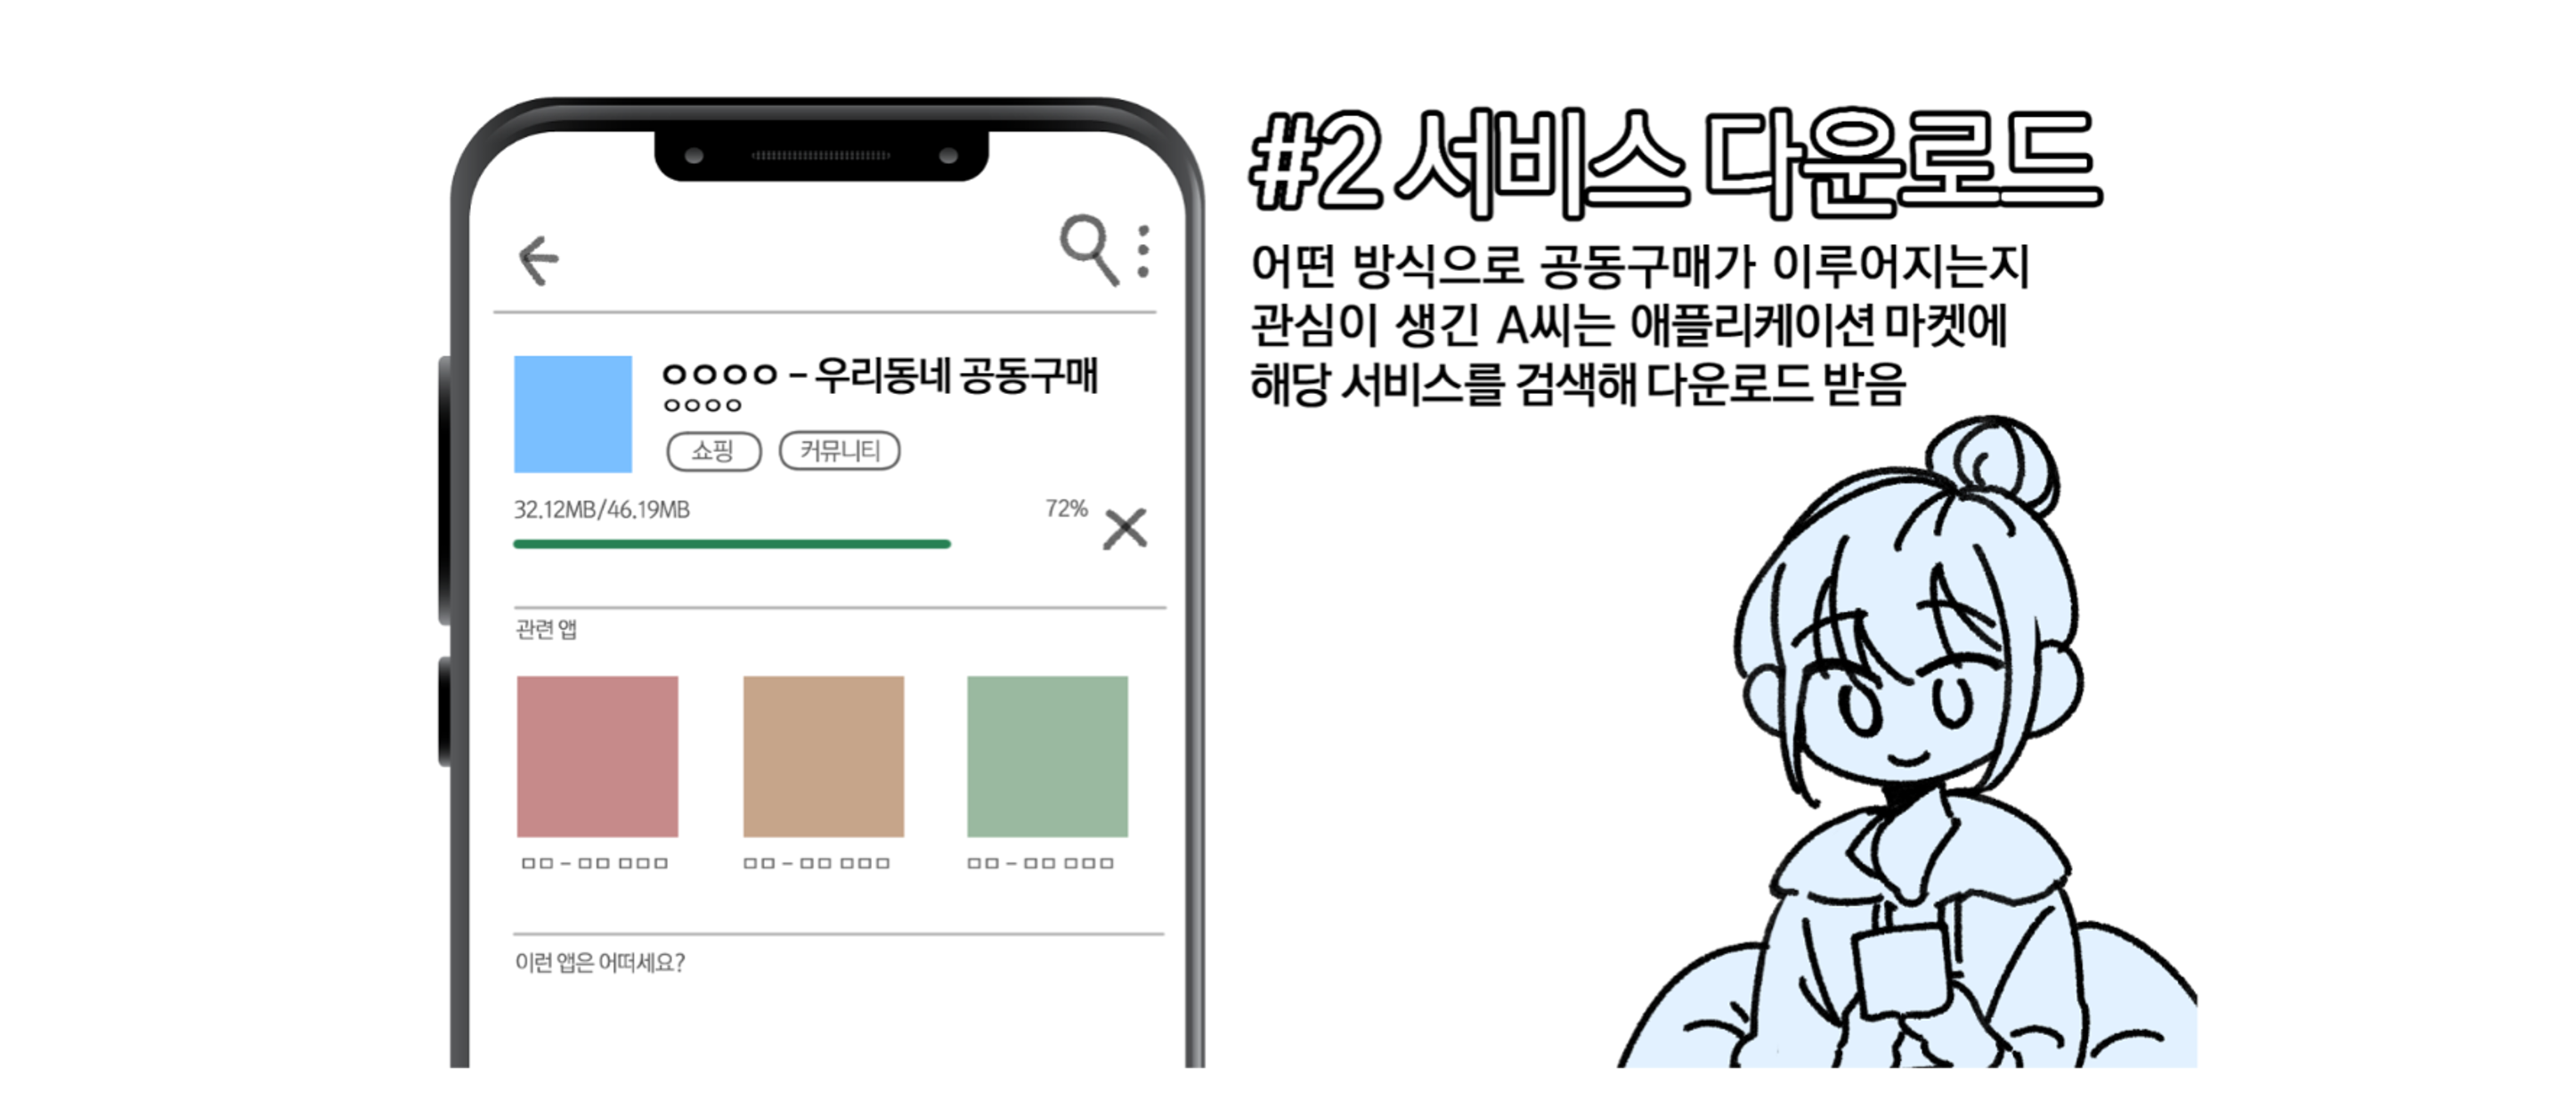 #2 서비스 다운로드
어떤 방식으로 공동구매가 이루어지는지
관심이 생긴 A씨는 애플리케이션 마켓에
해당 서비스를 검색해 다운로드 받음
ㅇㅇㅇㅇ - 우리동네 공동구매
ㅇㅇㅇㅇ
쇼핑
커뮤니티
32.12MB/46.19MB
72%
관련 앱
ㅁㅁ - ㅁㅁ ㅁㅁㅁ
ㅁㅁ - ㅁㅁ ㅁㅁㅁ
ㅁㅁ - ㅁㅁ ㅁㅁㅁ
이런 앱은 어떠세요?